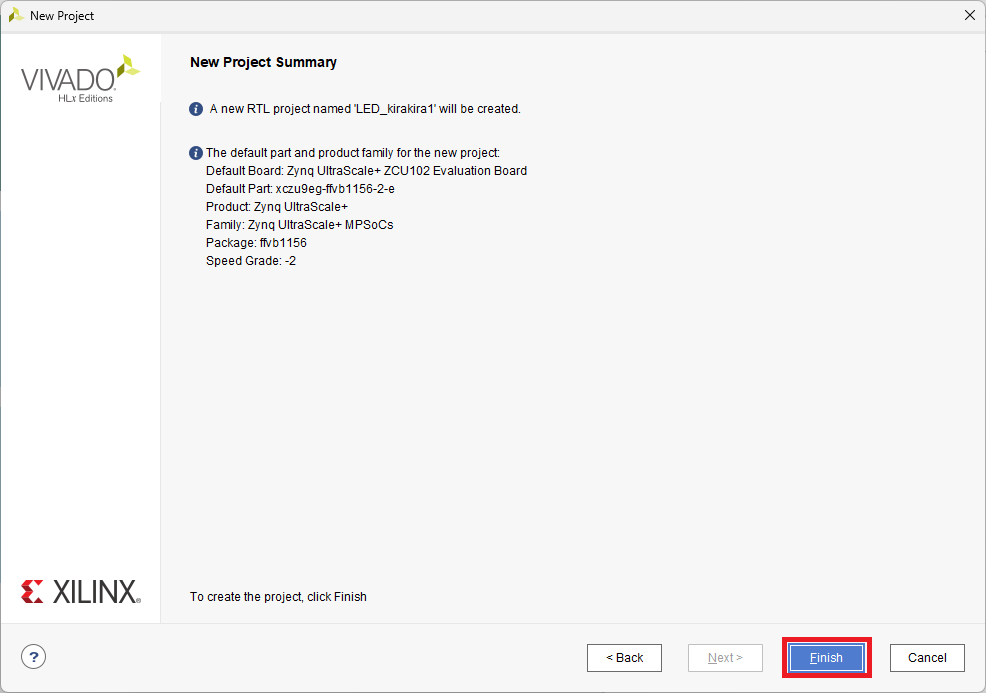 New Project
VIVADO
HLx Editions
New Project Summary
A new RTL project named 'LED_kirakira1' will be created.
The default part and product family for the new project:
Default Board: Zynq UltraScale+ ZCU102 Evaluation Board
Default Part: xczu9eg-ffvb1156-2-e
Product: Zynq UltraScale+
Family: Zynq UltraScale+ MPSoCs
Package: ffvb1156
Speed Grade: -2
XILINX®
To create the project, click Finish
?
< Back
Next >
Finish
Cancel